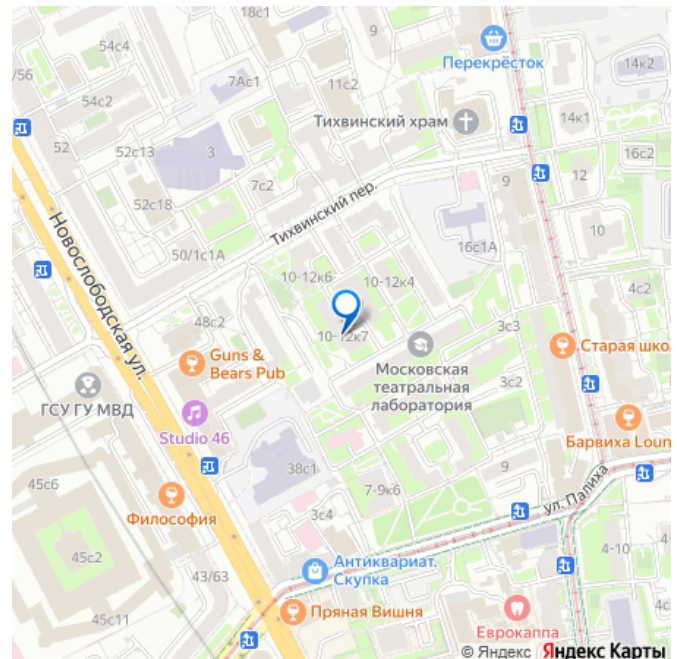 18с1
54с4
9
Перекрёсток
14к2
/56
7Ас1
11с2
54с2
Тихвинский храм
14к1
52
52с13
3
16с2
7с2
9
12
52с18
Тихвинский пер.
Новослободская ул.
50/1с1А
16с1А
10
10-12к6
10-12к4
4с2
48с2
10-12к7
3с3
Guns &
Bears Pub
Старая шко
Московская
театральная
лаборатория
3с2
ГСУ ГУ МВД
Studio 46
Барвиха Loun
38с1
9
45с6
7-9к6
ул. Палиха
Философия
3с4
45с2
4-10
43/63
Антиквариат.
Скупка
45с11
Пряная Вишня
Еврокаппа
© Яндекс Яндекс Карты